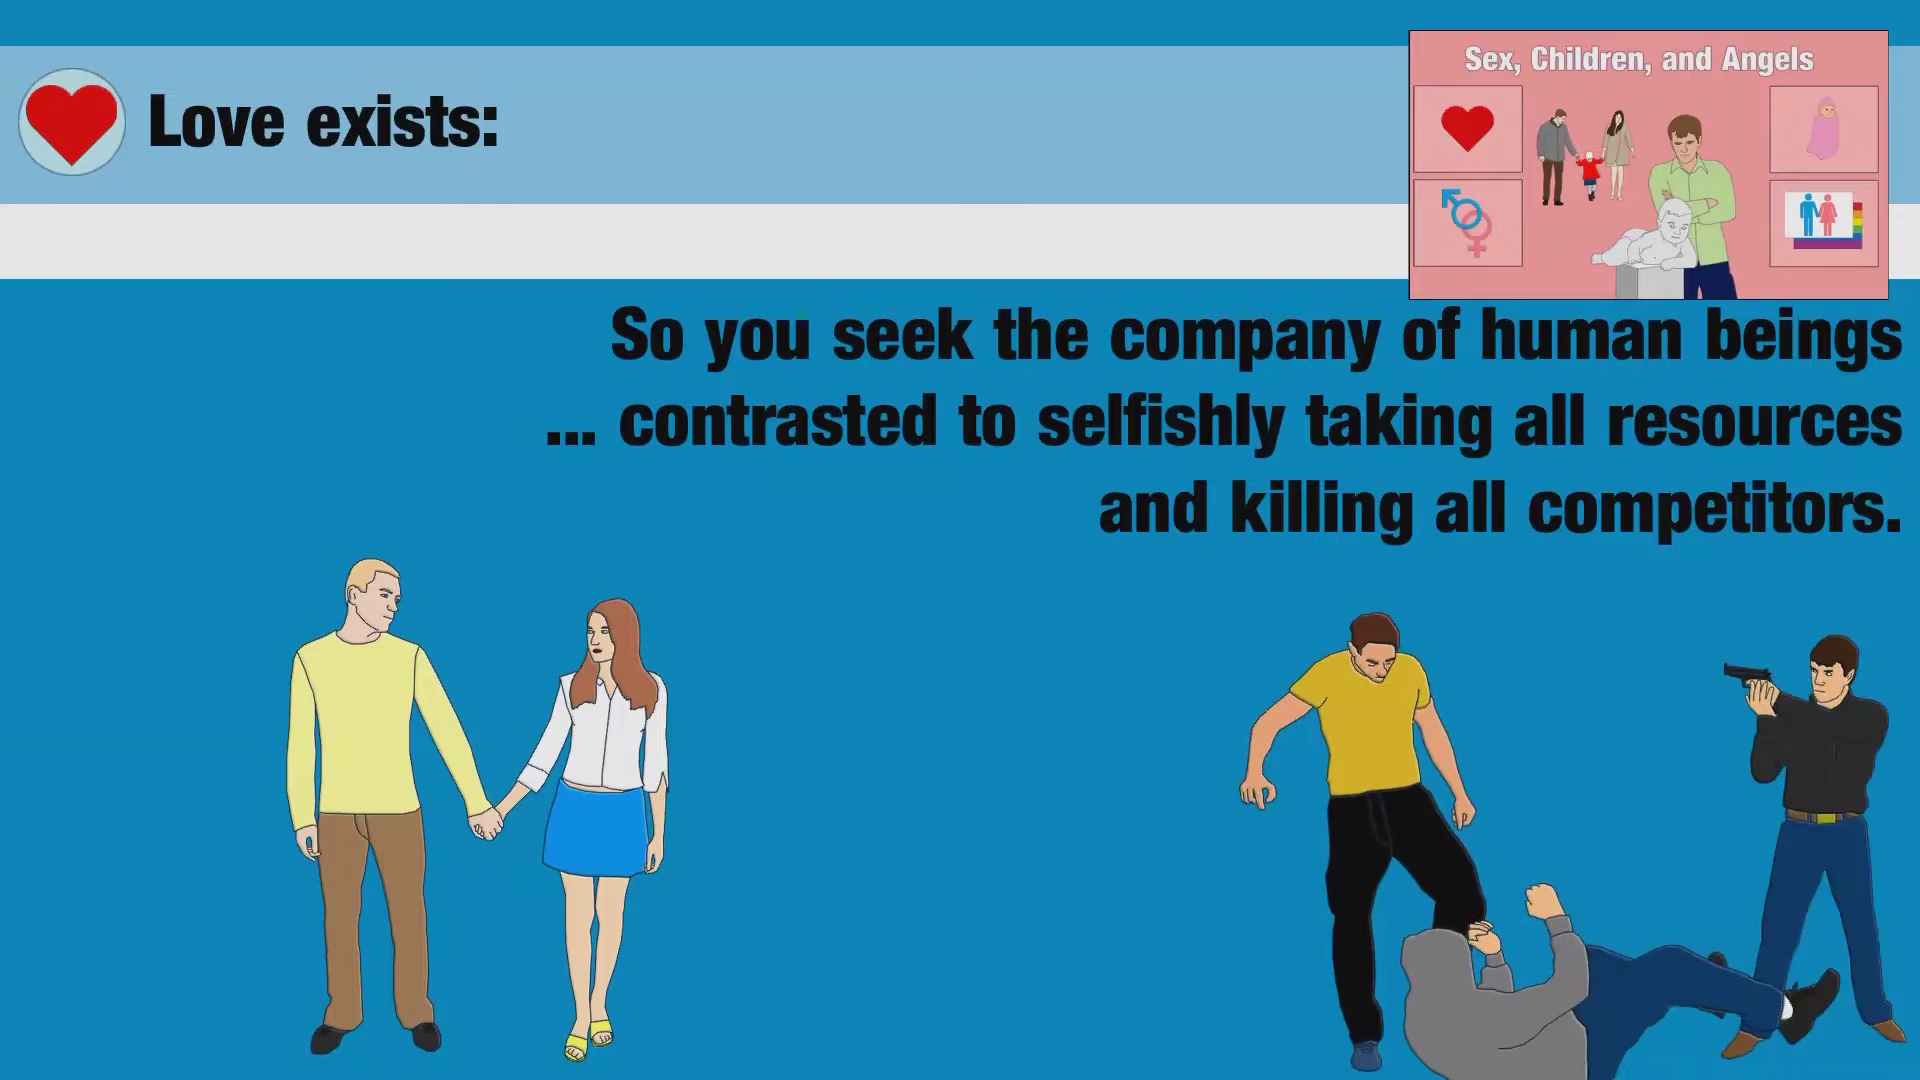 Sex, Children, and Angels
Love exists:
So you seek the company of human beings
... contrasted to selfishly taking all resources
and killing all competitors.